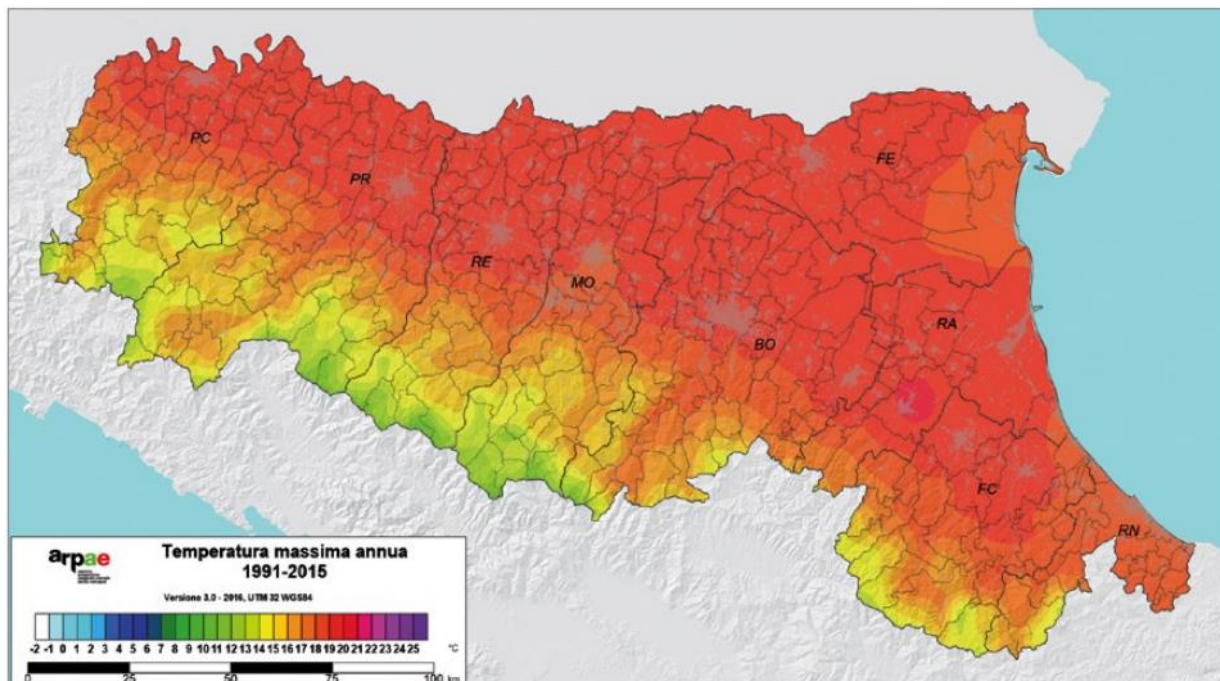 PC
PR
FE
RE
MO
RA
BO
FC
RN
arpae
Temperatura massima annua
1991-2015
Versione 3.0 - 2016, UTM 32 WGS84
-2 -1 0 1 2 3 4 5 6 7 8 9 10 11 12 13 14 15 16 17 18 19 20 21 22 23 24 25 °C
0 25 50 75 100 km